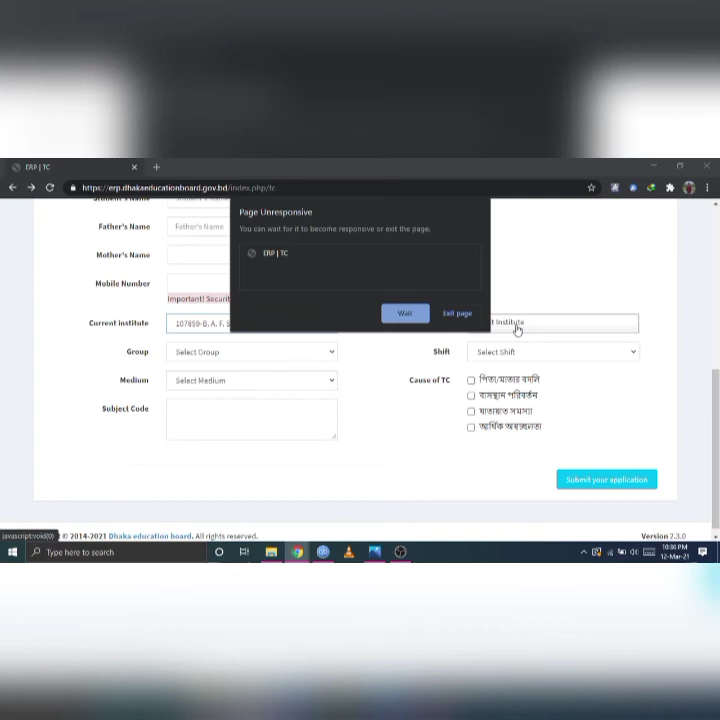 ERP | TC
https://erp.dhakaeducationboard.gov.bd/index.php/tc
Student's Name
Father's Name Father's Name
Mother's Name
Mobile Number
Important! Securit
Page Unresponsive
You can wait for it to become responsive or exit the page.
ERP | TC
Wait Exit page
Current institute 107859-B. A. F. S t Institute
Group Select Group Shift Select Shift
Medium Select Medium Cause of TC পিতা/মাতার বদলি
বাসস্থান পরিবর্তন
Subject Code যাতায়াত সমস্যা
আর্থিক অস্বচ্ছলতা
Submit your application
javascript:void(0) © 2014-2021 Dhaka education board. All rights reserved. Version 2.3.0
Type here to search 10:06 PM
12-Mar-21